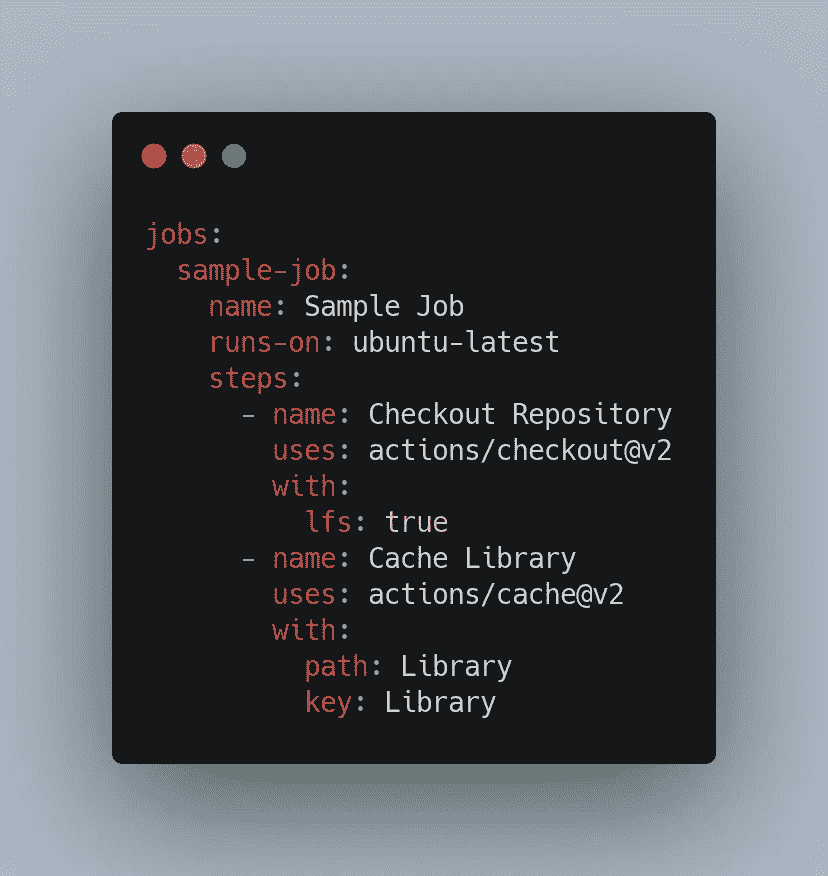 jobs:
  sample-job:
    name: Sample Job
    runs-on: ubuntu-latest
    steps:
      - name: Checkout Repository
        uses: actions/checkout@v2
        with:
          lfs: true
      - name: Cache Library
        uses: actions/cache@v2
        with:
          path: Library
          key: Library